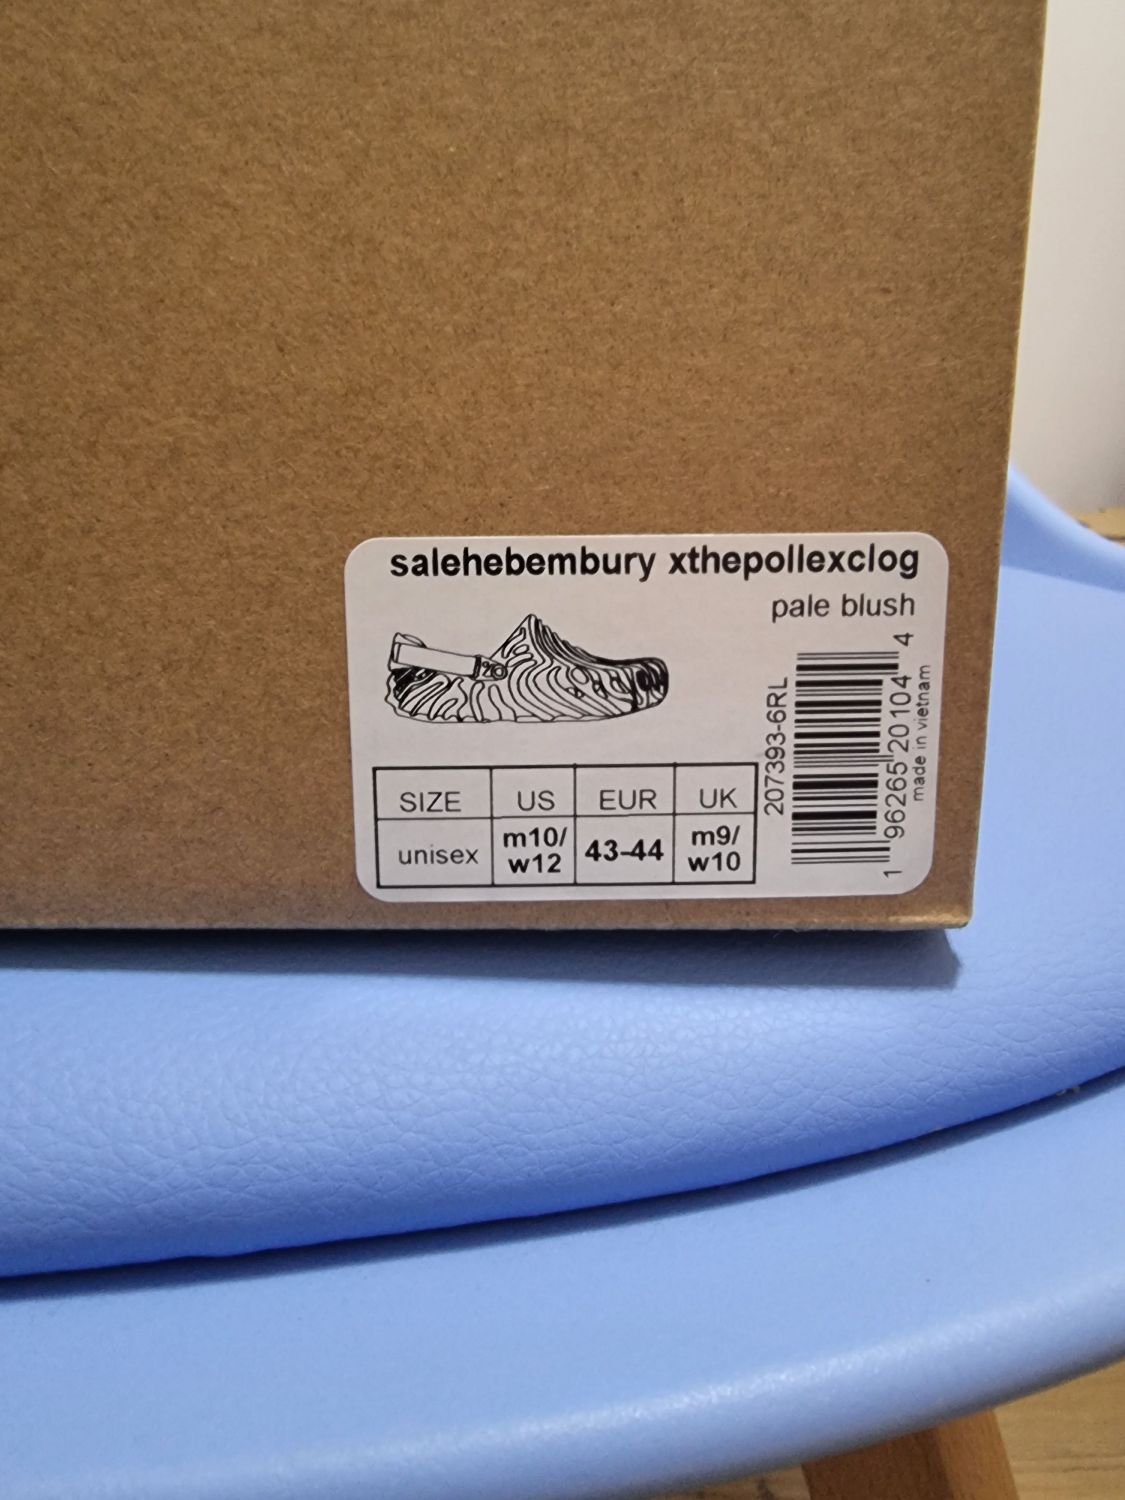 salehebembury xthepollexclog
pale blush
SIZE US EUR UK
unisex m10/ w12 43-44 m9/ w10
207393-6RL
1 96265 20104 4
made in vietnam